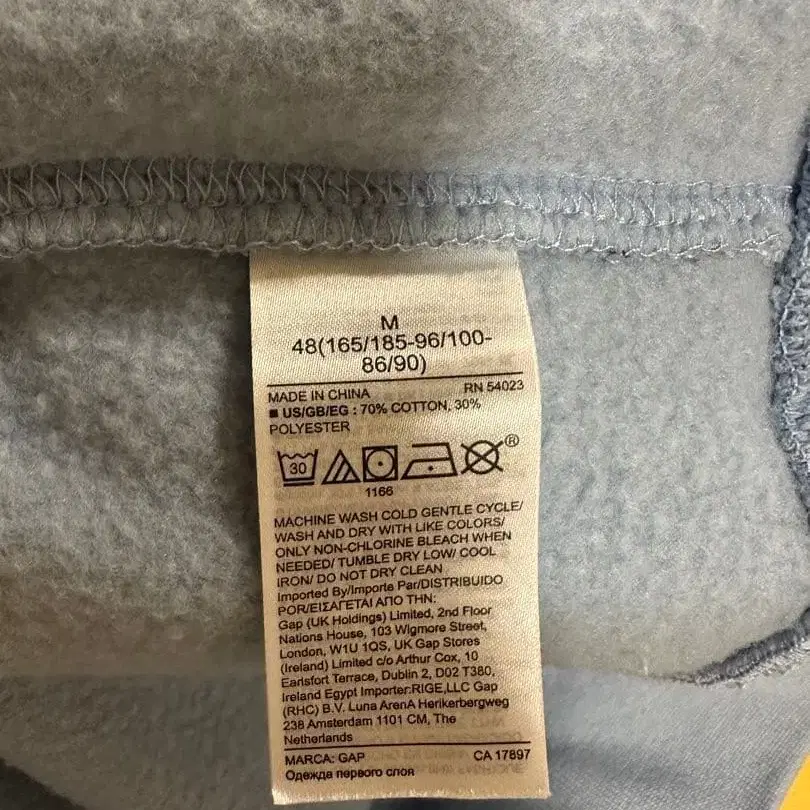 M
48(165/185-96/100-
86/90)
MADE IN CHINA RN 54023
■ US/GB/EG : 70% COTTON, 30%
POLYESTER
30 ®
1166
MACHINE WASH COLD GENTLE CYCLE/
WASH AND DRY WITH LIKE COLORS/
ONLY NON-CHLORINE BLEACH WHEN
NEEDED/ TUMBLE DRY LOW/ COOL
IRON/ DO NOT DRY CLEAN
Imported By/Importe Par/DISTRIBUIDO
POR/ΕΙΣΑΓΕΤΑΙ ΑΠΟ ΤΗΝ:
Gap (UK Holdings) Limited, 2nd Floor
Nations House, 103 Wigmore Street,
London, W1U 1QS, UK Gap Stores
(Ireland) Limited c/o Arthur Cox, 10
Earlsfort Terrace, Dublin 2, D02 T380,
Ireland Egypt Importer:RIGE,LLC Gap
(RHC) B.V. Luna ArenA Herikerbergweg
238 Amsterdam 1101 CM, The
Netherlands
MARCA: GAP CA 17897
Одежда первого слоя